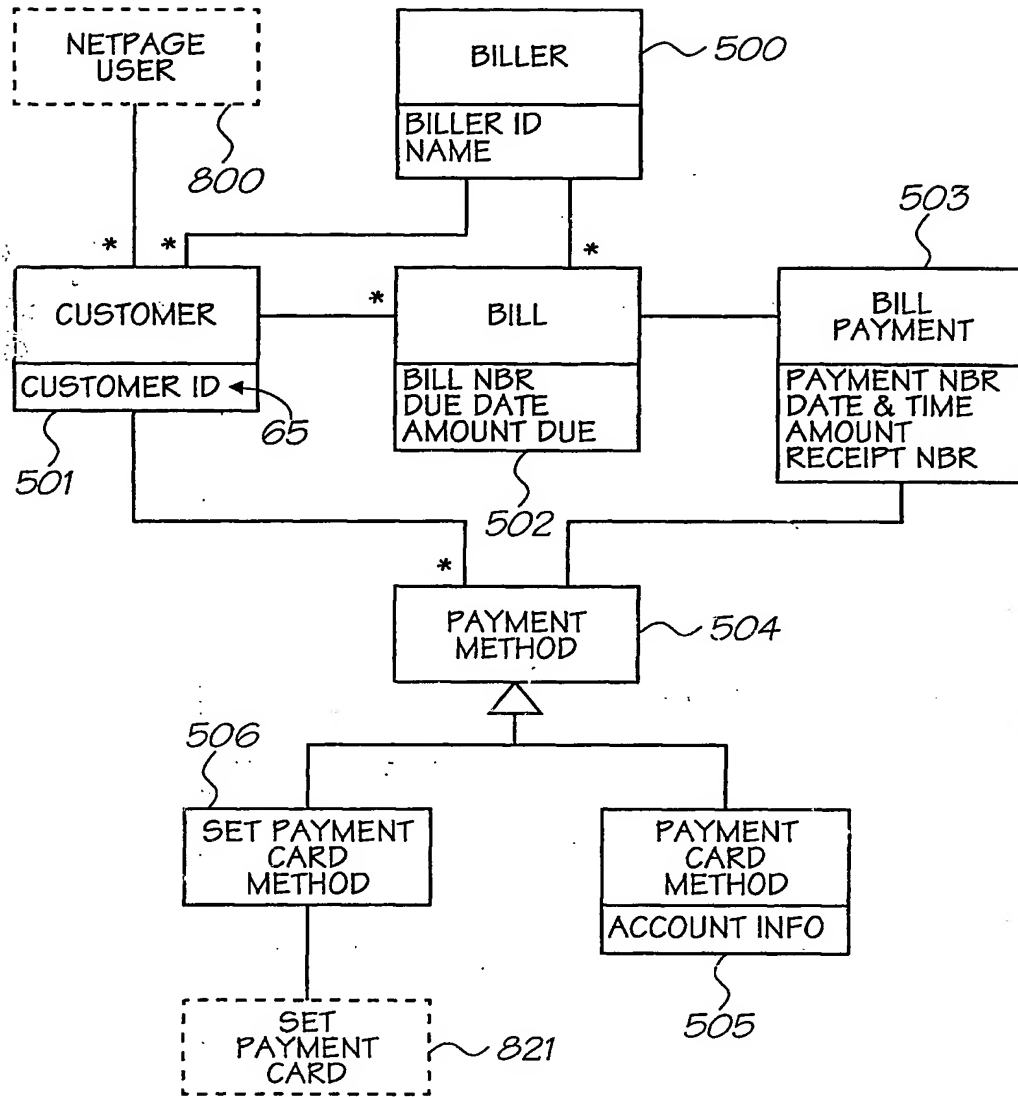 NETPAGE
USER
800
BILLER
BILLER ID
NAME
500
*
*
*
*
CUSTOMER
CUSTOMER ID
65
501
BILL
BILL NBR
DUE DATE
AMOUNT DUE
502
503
BILL
PAYMENT
PAYMENT NBR
DATE & TIME
AMOUNT
RECEIPT NBR
*
PAYMENT
METHOD
504
506
SET PAYMENT
CARD
METHOD
PAYMENT
CARD
METHOD
ACCOUNT INFO
505
SET
PAYMENT
CARD
821